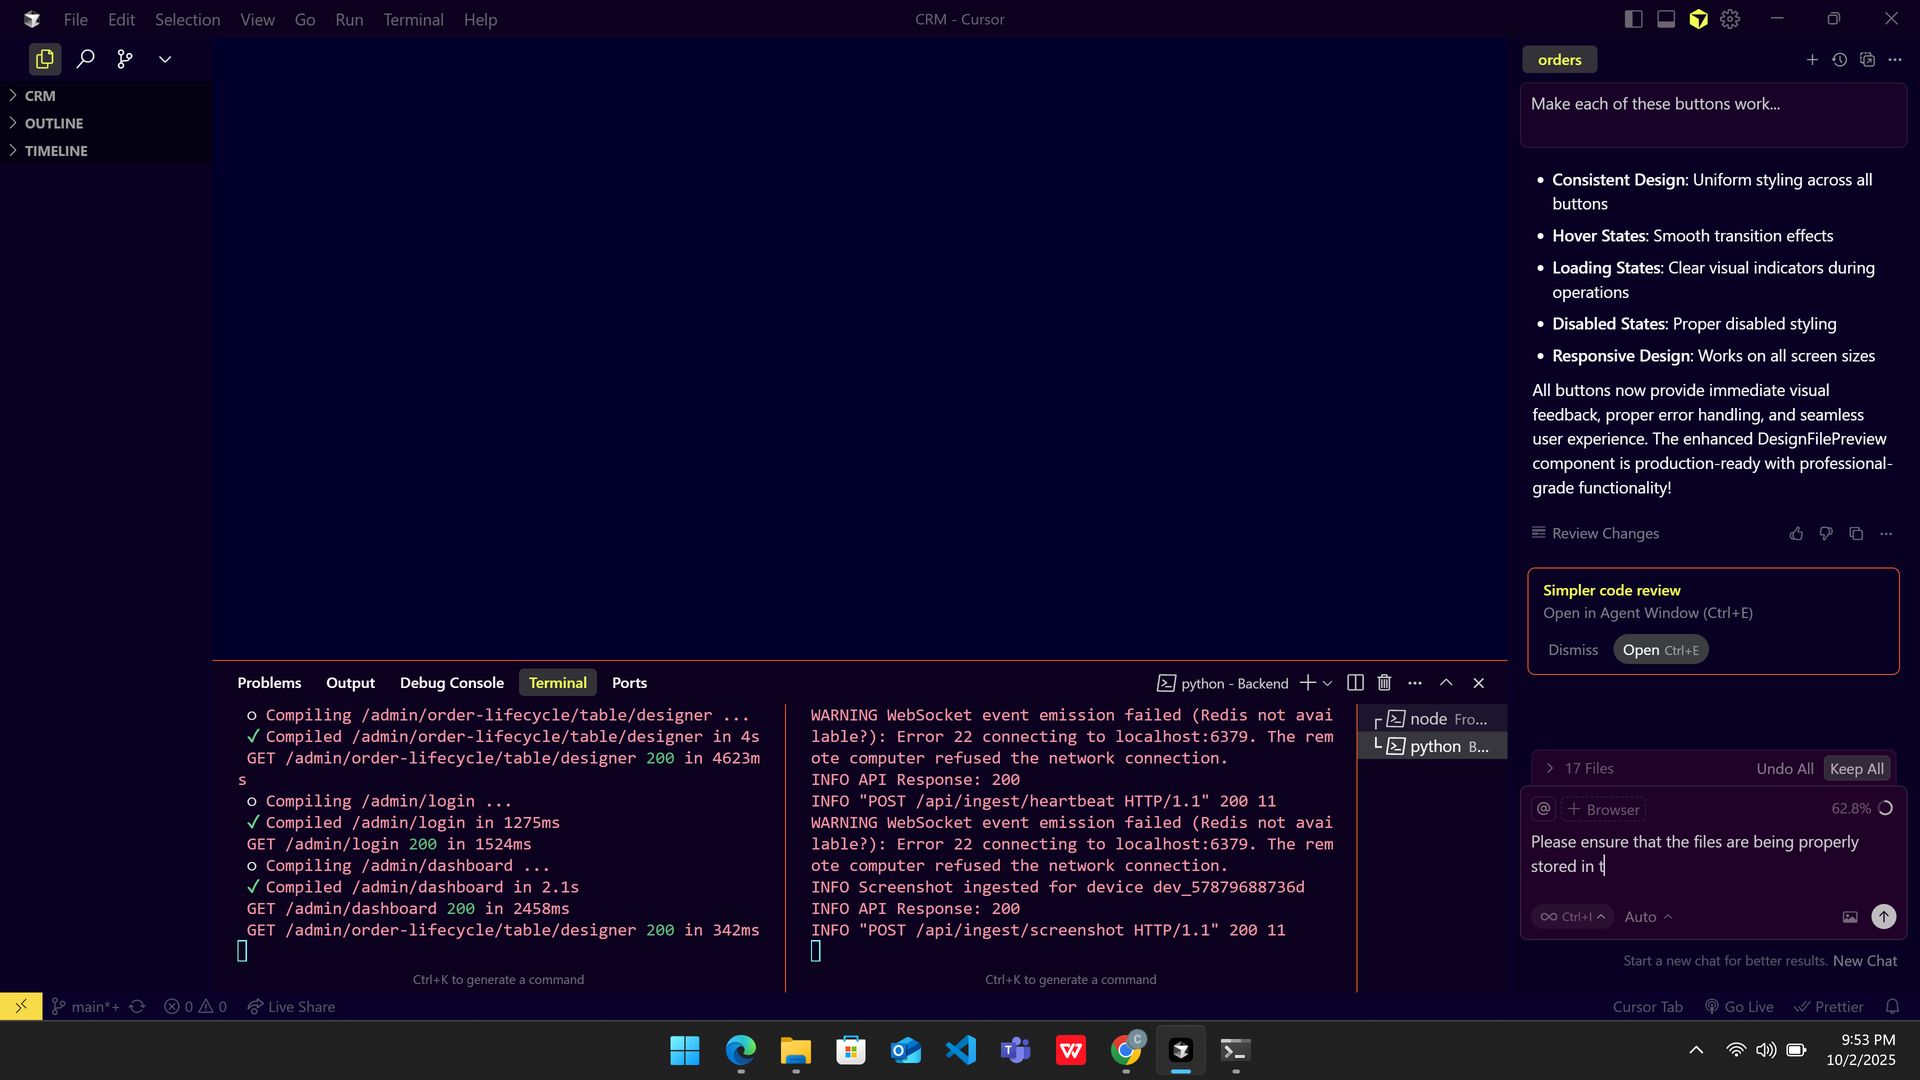 File Edit Selection View Go Run Terminal Help
CRM - Cursor
CRM
OUTLINE
TIMELINE
orders
Make each of these buttons work...
• Consistent Design: Uniform styling across all
buttons
• Hover States: Smooth transition effects
• Loading States: Clear visual indicators during
operations
• Disabled States: Proper disabled styling
• Responsive Design: Works on all screen sizes
All buttons now provide immediate visual
feedback, proper error handling, and seamless
user experience. The enhanced DesignFilePreview
component is production-ready with professional-
grade functionality!
Review Changes
Simpler code review
Open in Agent Window (Ctrl+E)
Dismiss Open Ctrl+E
17 Files Undo All Keep All
@ + Browser 62.8%
Please ensure that the files are being properly
stored in t
∞ Ctrl+I Auto
Start a new chat for better results. New Chat
Problems Output Debug Console Terminal Ports
python - Backend
○ Compiling /admin/order-lifecycle/table/designer ...
✓ Compiled /admin/order-lifecycle/table/designer in 4s
GET /admin/order-lifecycle/table/designer 200 in 4623m
s
○ Compiling /admin/login ...
✓ Compiled /admin/login in 1275ms
GET /admin/login 200 in 1524ms
○ Compiling /admin/dashboard ...
✓ Compiled /admin/dashboard in 2.1s
GET /admin/dashboard 200 in 2458ms
GET /admin/order-lifecycle/table/designer 200 in 342ms
Ctrl+K to generate a command
WARNING WebSocket event emission failed (Redis not avai
lable?): Error 22 connecting to localhost:6379. The rem
ote computer refused the network connection.
INFO API Response: 200
INFO "POST /api/ingest/heartbeat HTTP/1.1" 200 11
WARNING WebSocket event emission failed (Redis not avai
lable?): Error 22 connecting to localhost:6379. The rem
ote computer refused the network connection.
INFO Screenshot ingested for device dev_57879688736d
INFO API Response: 200
INFO "POST /api/ingest/screenshot HTTP/1.1" 200 11
Ctrl+K to generate a command
node Fro...
python B...
main*+ 0 0 Live Share
Cursor Tab Go Live Prettier
C
W
9:53 PM
10/2/2025